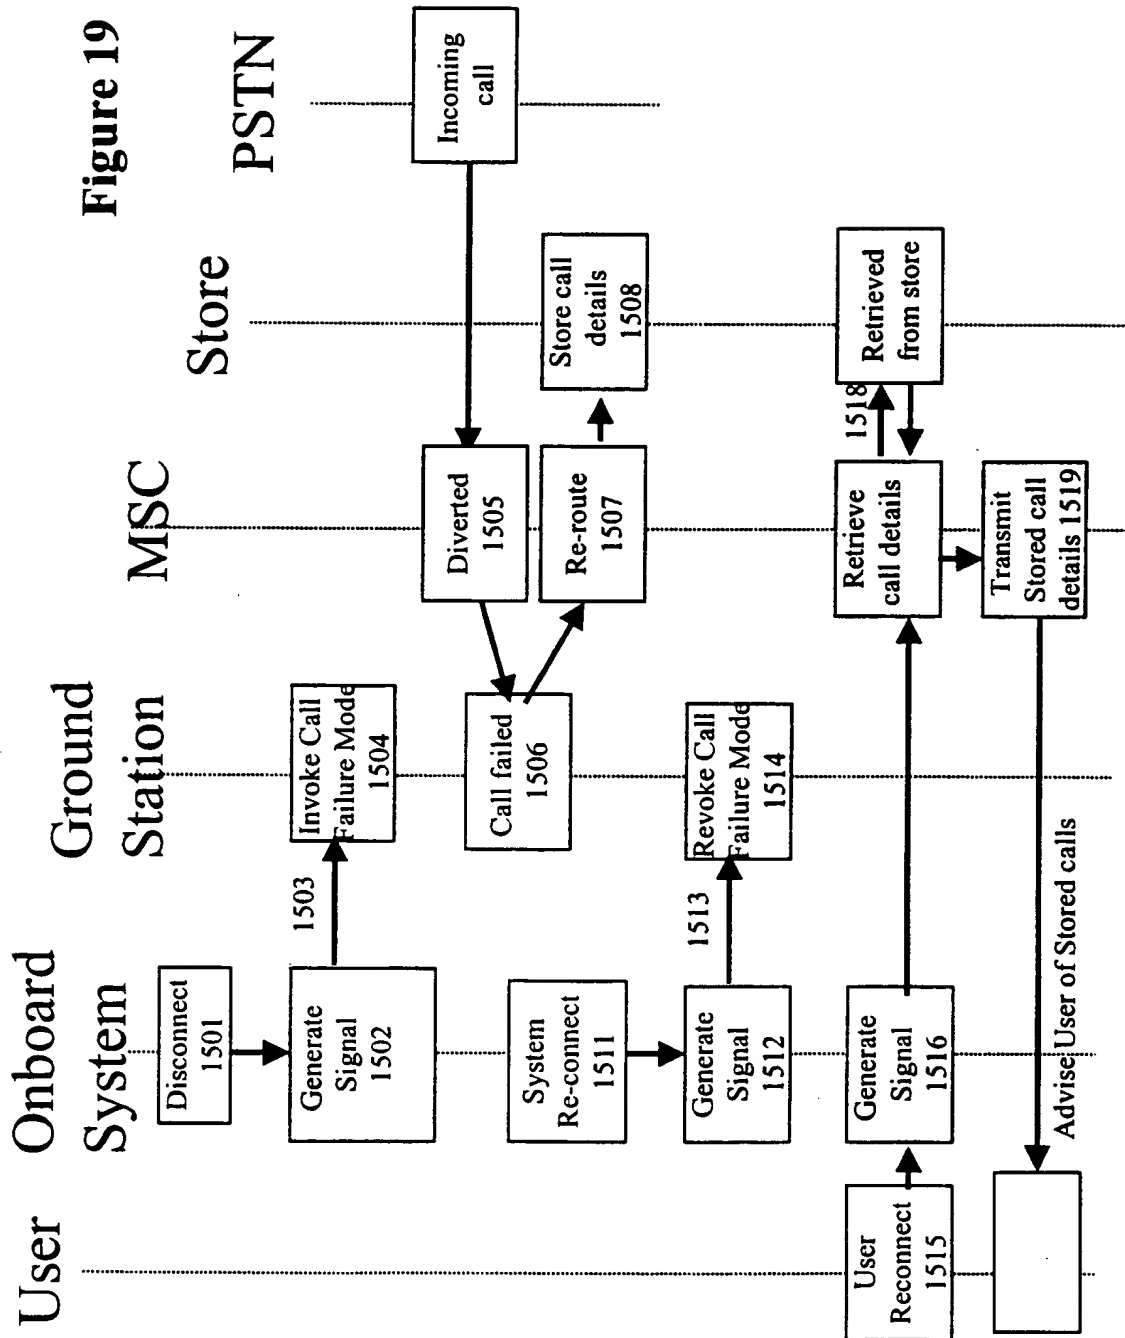 Figure 19
User
Onboard
System
Ground
Station
MSC
Store
PSTN
Disconnect
1501
Generate
Signal
1502
1503
Invoke Call
Failure Mode
1504
Incoming
call
Diverted
1505
Call failed
1506
Re-route
1507
Store call
details
1508
System
Re-connect
1511
Generate
Signal
1512
1513
Revoke Call
Failure Mode
1514
User
Reconnect
1515
Generate
Signal
1516
Retrieve
call details
1518
Retrieved
from store
Transmit
Stored call
details 1519
Advise User of Stored calls